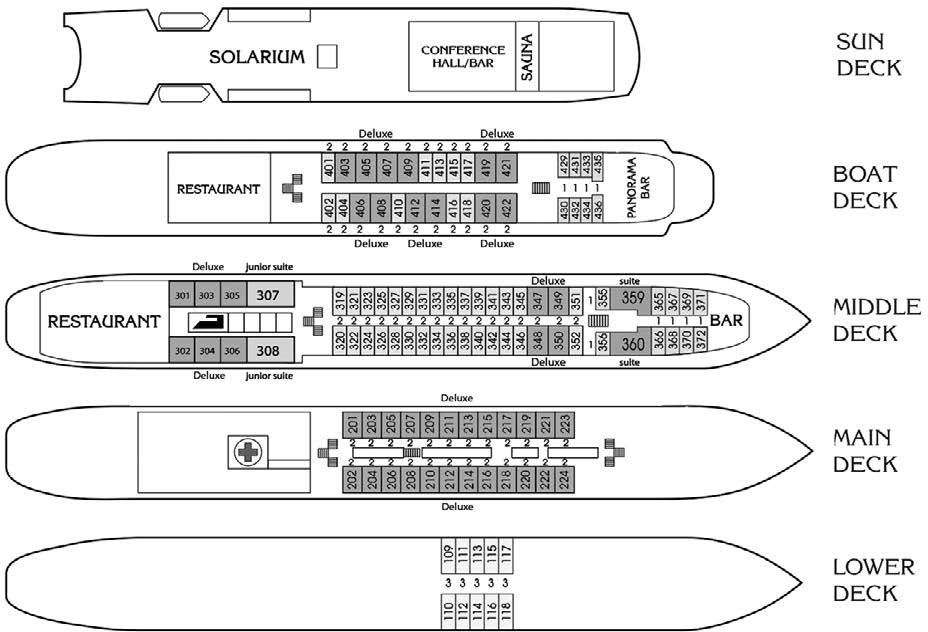 SOLARIUM
CONFERENCE
HALL/BAR
SAUNA
SUN
DECK
Deluxe Deluxe
2 2 2 2 2 2 2 2 2 2
401 403 405 407 409 411 413 415 417 419 421
429 431 433 435
RESTAURANT
1 1 1 1
PANORAMA
BAR
402 404 406 408 410 412 414 416 418 420 422
430 432 434 436
2 2 2 2 2 2 2 2 2 2 2
Deluxe Deluxe Deluxe
BOAT
DECK
Deluxe junior suite Deluxe suite
301 303 305 307
319 321 323 325 327 329 331 333 335 337 339 341 343 345 347 349 351 1 355 359 365 367 369 371
RESTAURANT
2 2 2 2 2 2 2 2 2 2 2 2 2 2 2 2 2
1 1 1 1
BAR
302 304 306 308
320 322 324 326 328 330 332 334 336 338 340 342 344 346 348 350 352 1 356 360 366 368 370 372
Deluxe junior suite Deluxe suite
MIDDLE
DECK
Deluxe
201 203 205 207 209 211 213 215 217 219 221 223
2 2 2 2 2 2 2 2 2 2 2 2
2 2 2 2 2 2 2 2 2 2 2 2
202 204 206 208 210 212 214 216 218 220 222 224
Deluxe
MAIN
DECK
109 111 113 115 117
3 3 3 3 3
110 112 114 116 118
LOWER
DECK